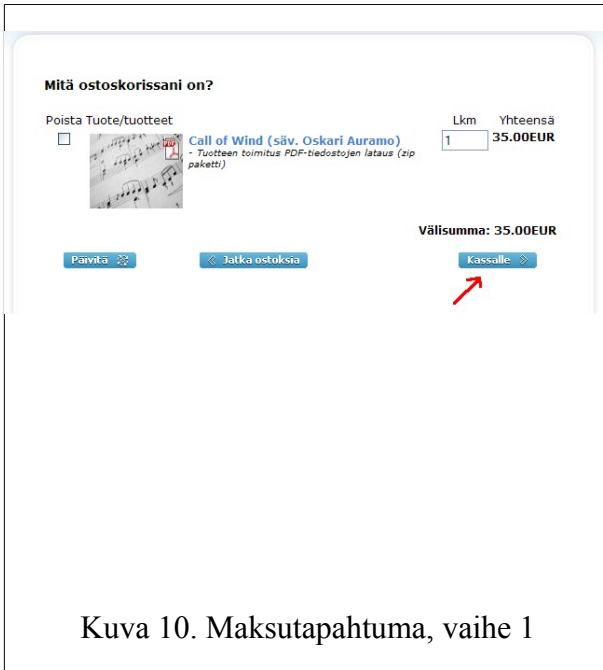 Mitä ostoskorissani on?
Poista Tuote/tuotteet Lkm Yhteensä
PDF Call of Wind (säv. Oskari Auramo) 1 35.00EUR
- Tuotteen toimitus PDF-tiedostojen lataus (zip
paketti)
Välisumma: 35.00EUR
Päivitä Jatka ostoksia Kassalle
Kuva 10. Maksutapahtuma, vaihe 1